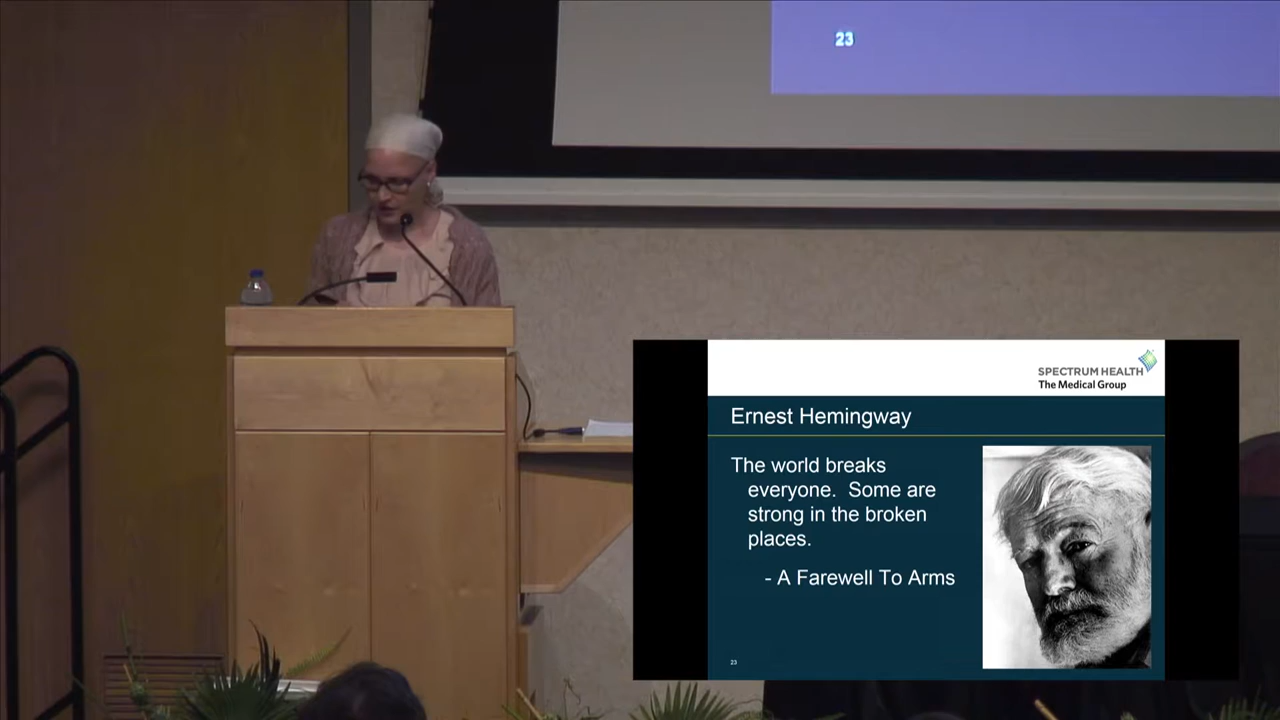 23
SPECTRUM HEALTH
The Medical Group
Ernest Hemingway
The world breaks
everyone.  Some are
strong in the broken
places.
- A Farewell To Arms
23